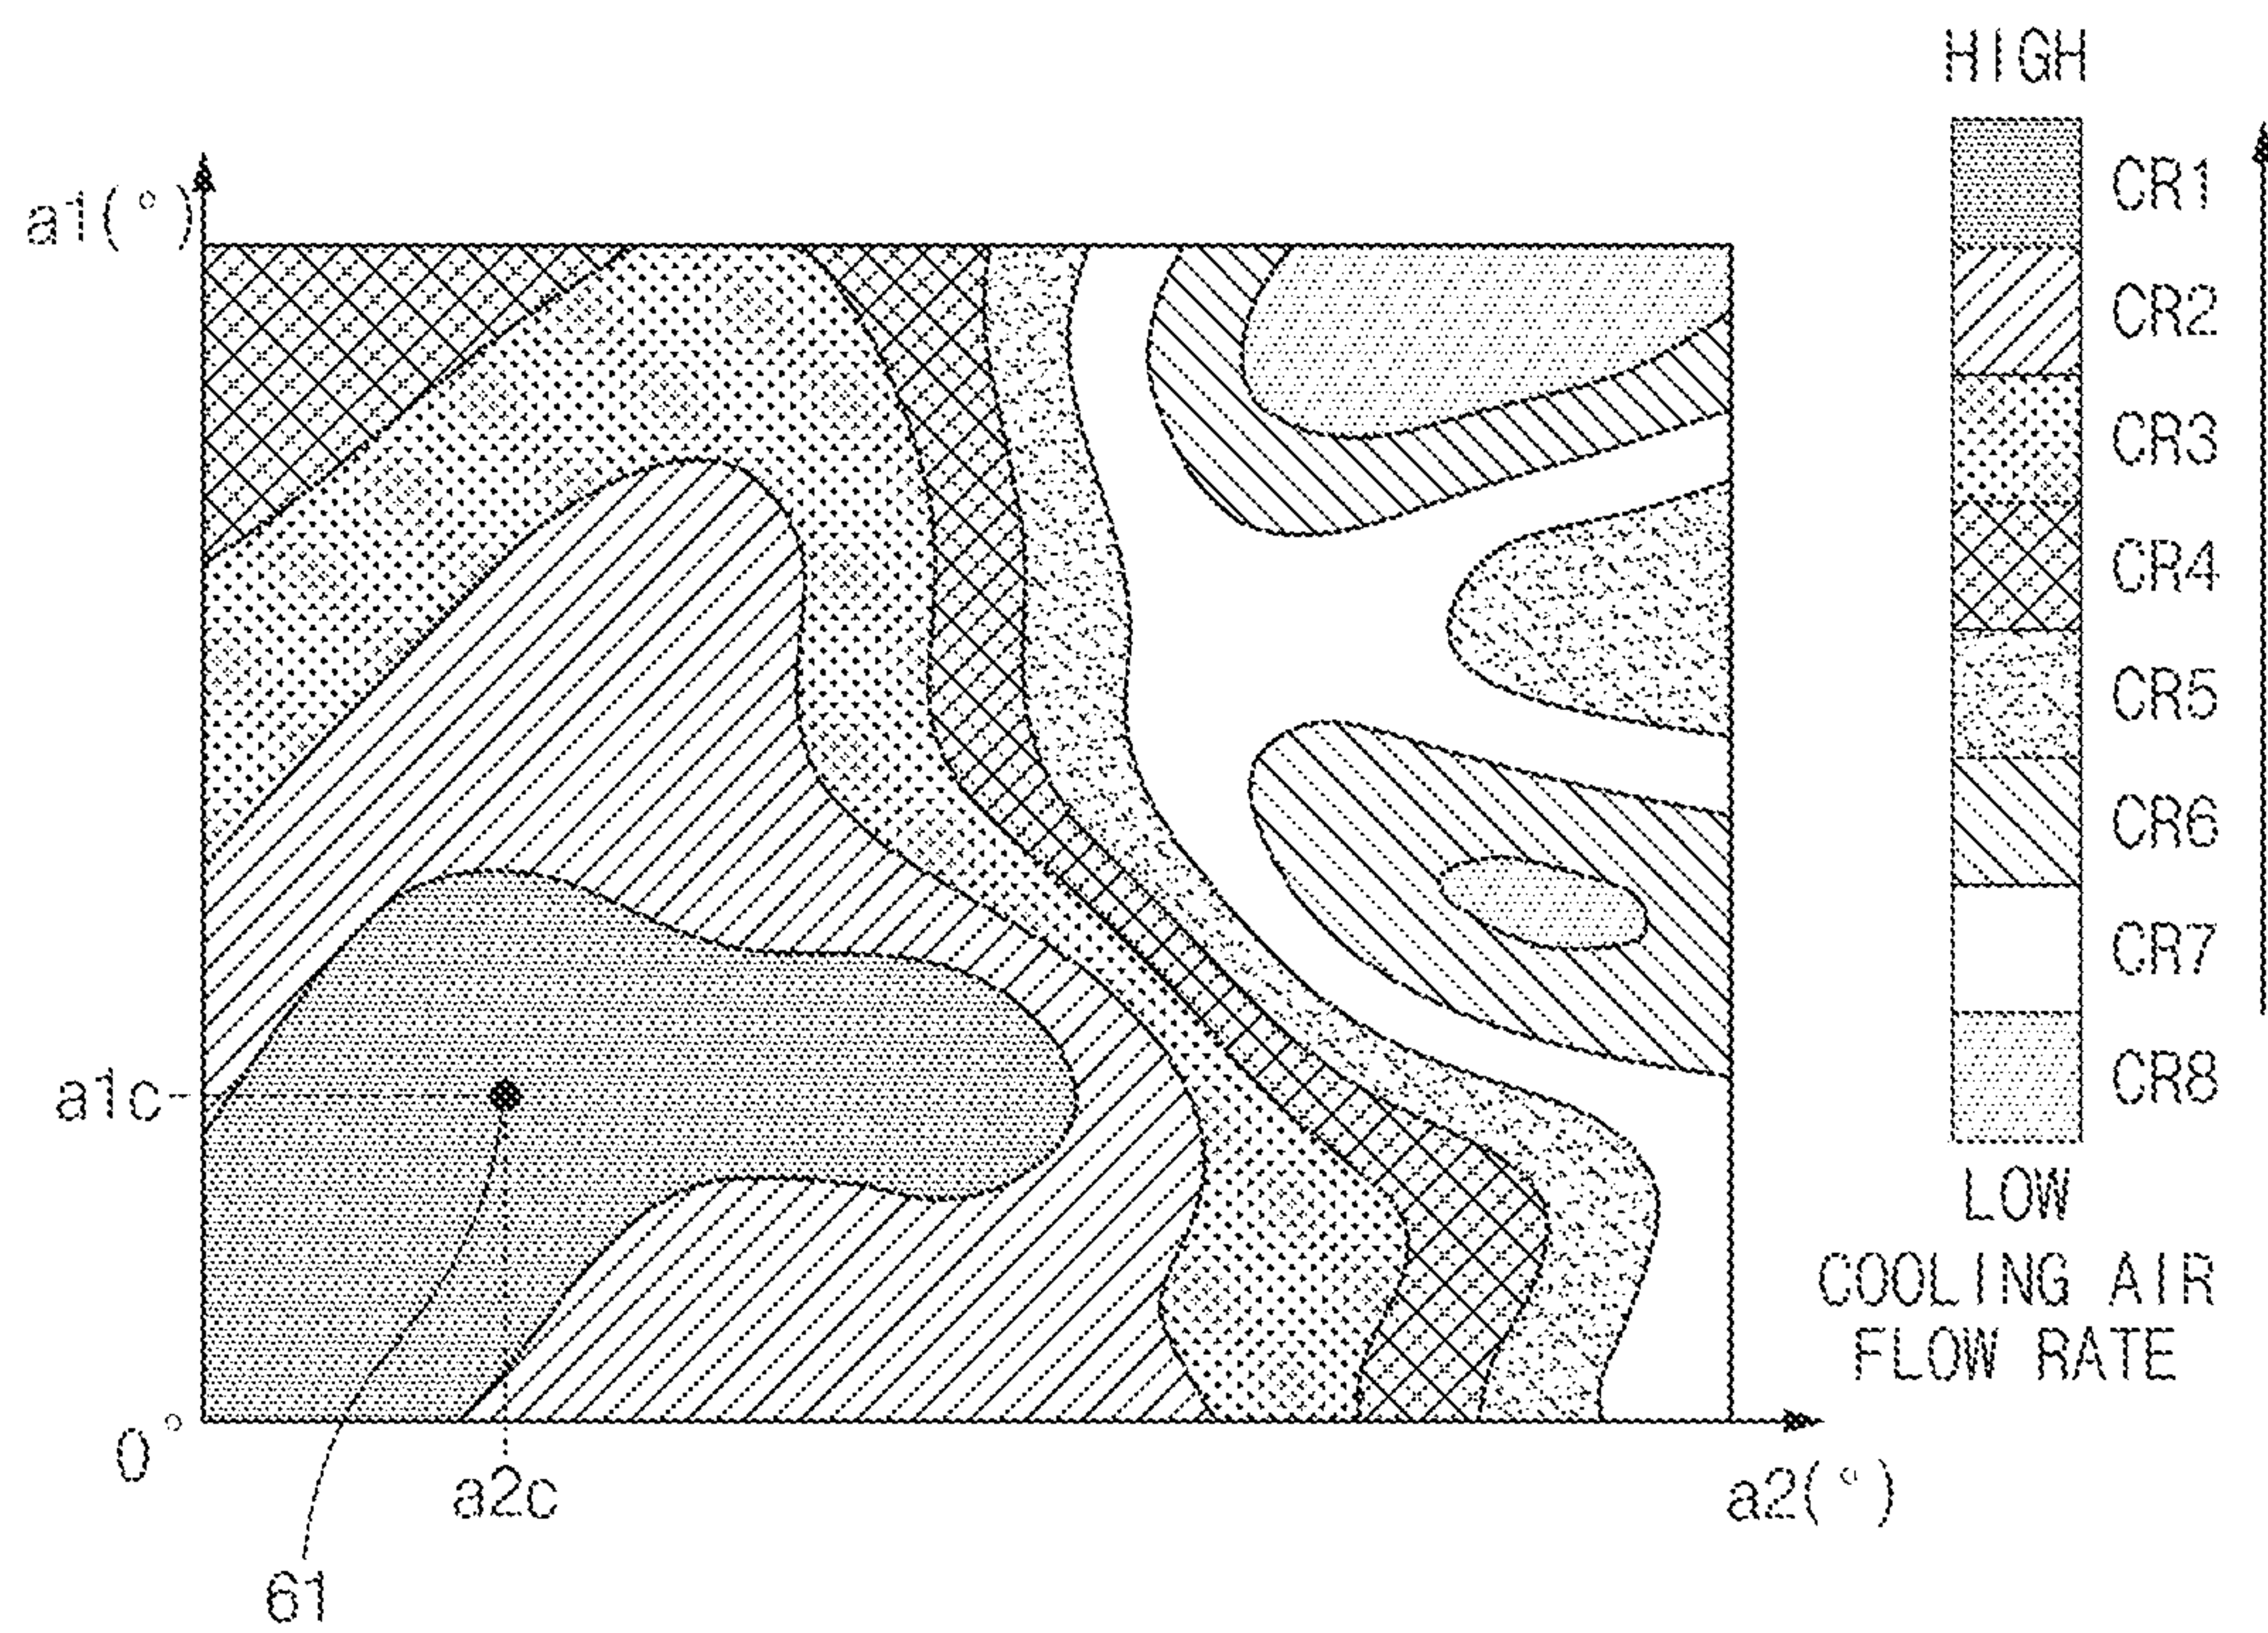 HIGH
a1(°)
CR1
CR2
CR3
CR4
CR5
CR6
CR7
CR8
a1c
LOW
COOLING AIR
FLOW RATE
0°
a2c
a2(°)
61